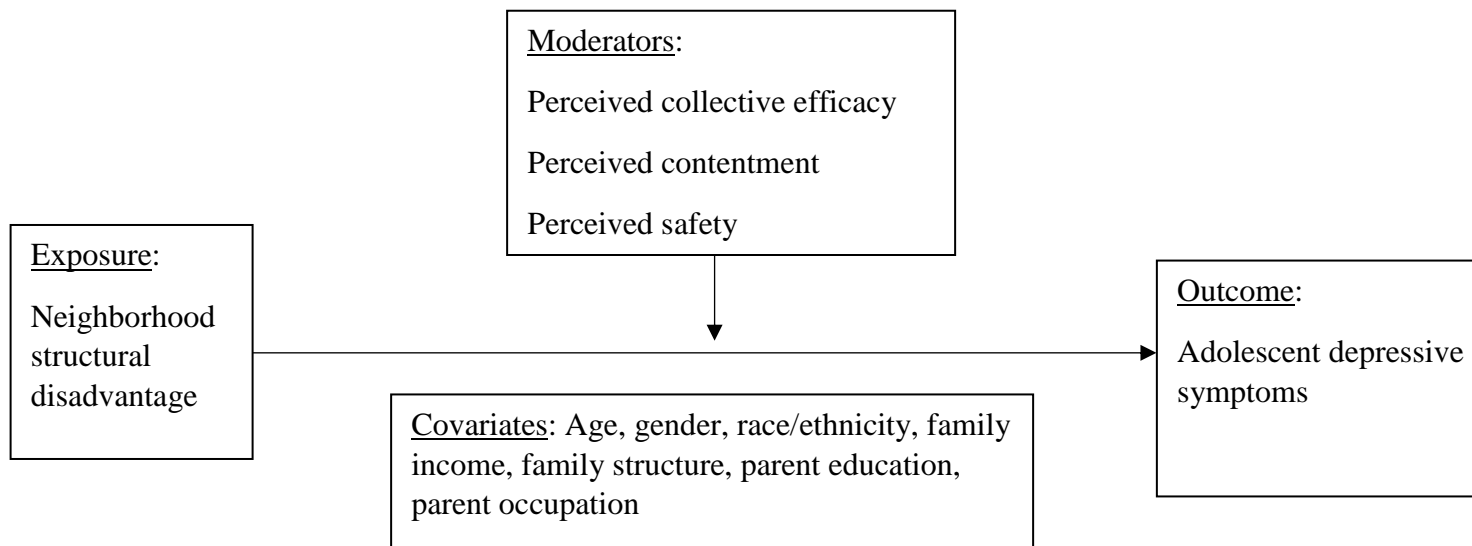 Moderators:
Perceived collective efficacy
Perceived contentment
Perceived safety
Exposure:
Neighborhood
structural
disadvantage
Outcome:
Adolescent depressive
symptoms
Covariates: Age, gender, race/ethnicity, family
income, family structure, parent education,
parent occupation